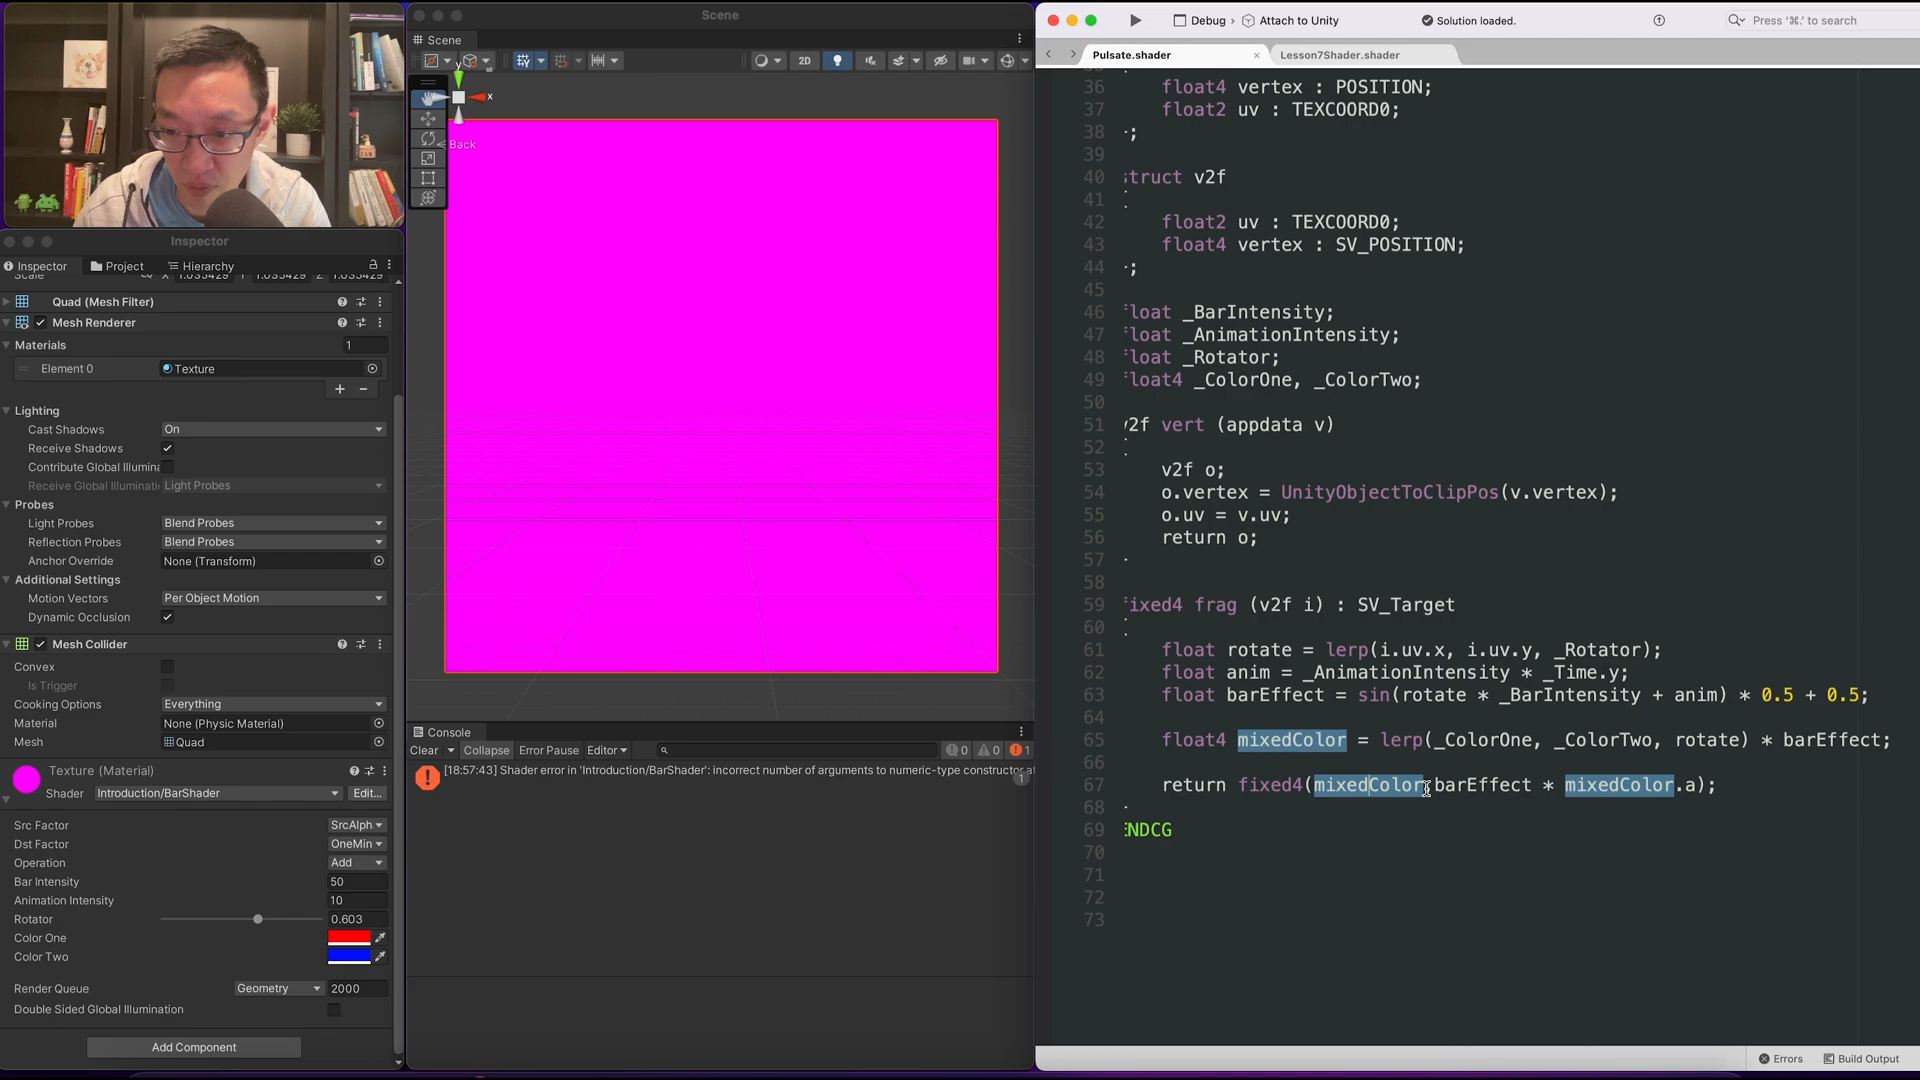 Inspector
Inspector
Project
Hierarchy
Scale X 1.035429 Y 1.035429 Z 1.035429
Quad (Mesh Filter)
Mesh Renderer
Materials 1
Element 0 Texture
Lighting
Cast Shadows On
Receive Shadows
Contribute Global Illumina
Receive Global Illuminati Light Probes
Probes
Light Probes Blend Probes
Reflection Probes Blend Probes
Anchor Override None (Transform)
Additional Settings
Motion Vectors Per Object Motion
Dynamic Occlusion
Mesh Collider
Convex
Is Trigger
Cooking Options Everything
Material None (Physic Material)
Mesh Quad
Texture (Material)
Shader Introduction/BarShader Edit...
Src Factor SrcAlph
Dst Factor OneMin
Operation Add
Bar Intensity 50
Animation Intensity 10
Rotator 0.603
Color One
Color Two
Render Queue Geometry 2000
Double Sided Global Illumination
Add Component
Scene
Scene
2D
y
x
Back
Console
Clear Collapse Error Pause Editor 0 0 1
[18:57:43] Shader error in 'Introduction/BarShader': incorrect number of arguments to numeric-type constructor a
1
Debug › Attach to Unity
Solution loaded.
Press '⌘.' to search
Pulsate.shader ×
Lesson7Shader.shader
36 float4 vertex : POSITION;
37 float2 uv : TEXCOORD0;
38 ;
39
40 struct v2f
41
42 float2 uv : TEXCOORD0;
43 float4 vertex : SV_POSITION;
44 ;
45
46 float _BarIntensity;
47 float _AnimationIntensity;
48 float _Rotator;
49 float4 _ColorOne, _ColorTwo;
50
51 v2f vert (appdata v)
52
53 v2f o;
54 o.vertex = UnityObjectToClipPos(v.vertex);
55 o.uv = v.uv;
56 return o;
57
58
59 fixed4 frag (v2f i) : SV_Target
60
61 float rotate = lerp(i.uv.x, i.uv.y, _Rotator);
62 float anim = _AnimationIntensity * _Time.y;
63 float barEffect = sin(rotate * _BarIntensity + anim) * 0.5 + 0.5;
64
65 float4 mixedColor = lerp(_ColorOne, _ColorTwo, rotate) * barEffect;
66
67 return fixed4(mixedColor,barEffect * mixedColor.a);
68
69 ENDCG
70
71
72
73
Errors
Build Output